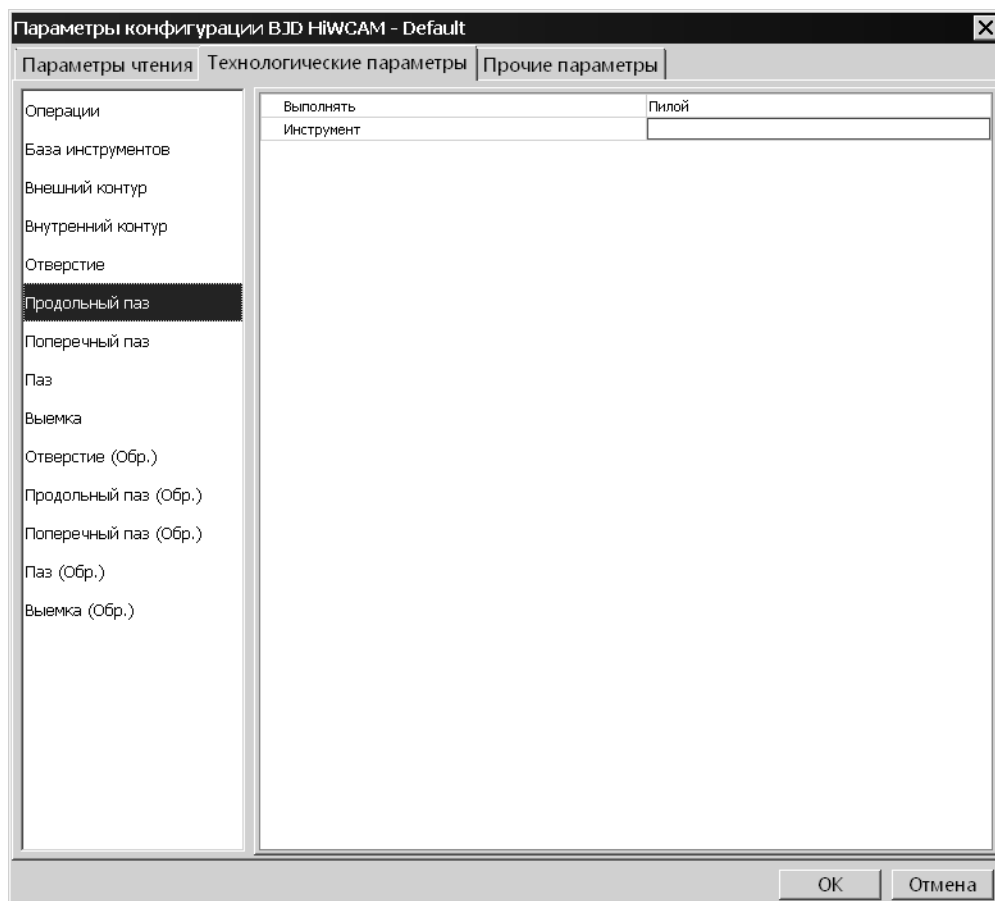 Параметры конфигурации BJD HiWCAM - Default
Параметры чтения Технологические параметры Прочие параметры
Операции
База инструментов
Внешний контур
Внутренний контур
Отверстие
Продольный паз
Поперечный паз
Паз
Выемка
Отверстие (Обр.)
Продольный паз (Обр.)
Поперечный паз (Обр.)
Паз (Обр.)
Выемка (Обр.)
Выполнять Пилой
Инструмент
OK Отмена